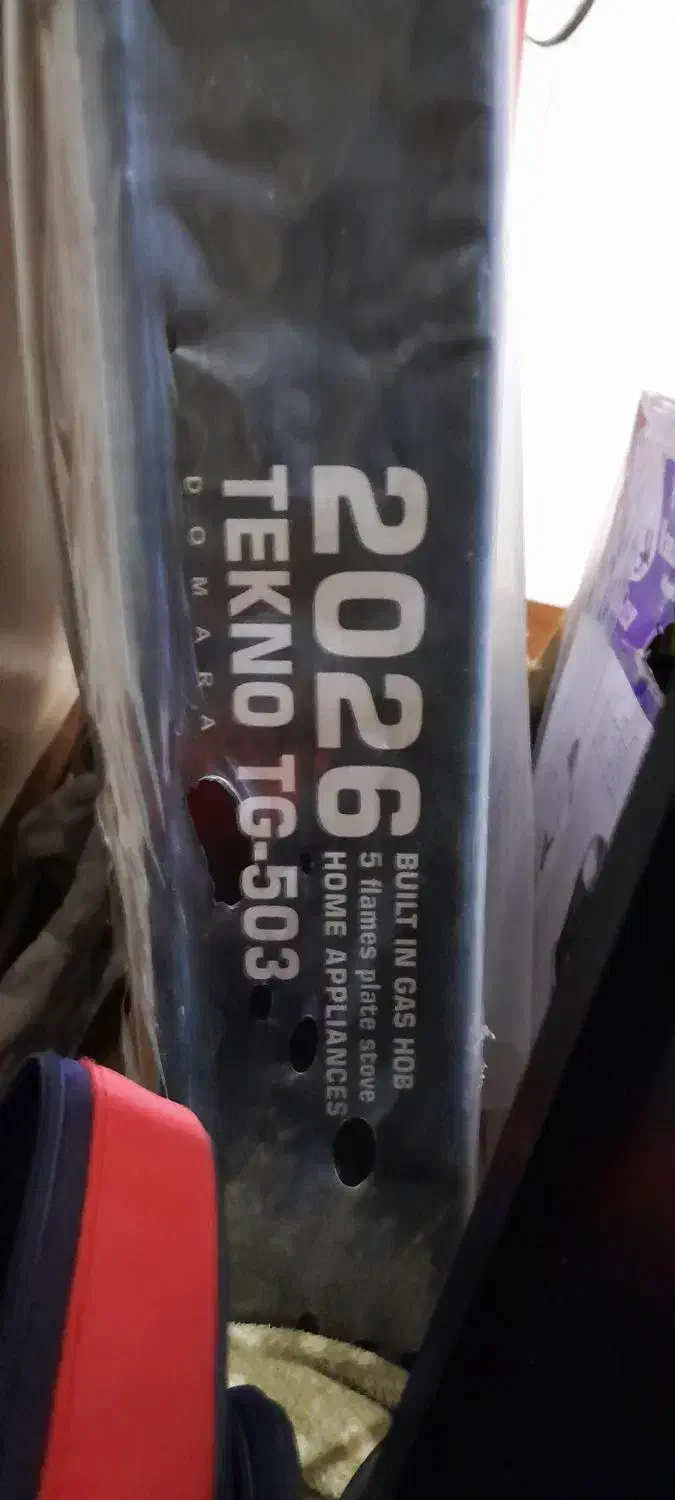 2026
BUILT IN GAS HOB
5 flames plate stove
HOME APPLIANCES
TEKNO TG-503
DOMARA